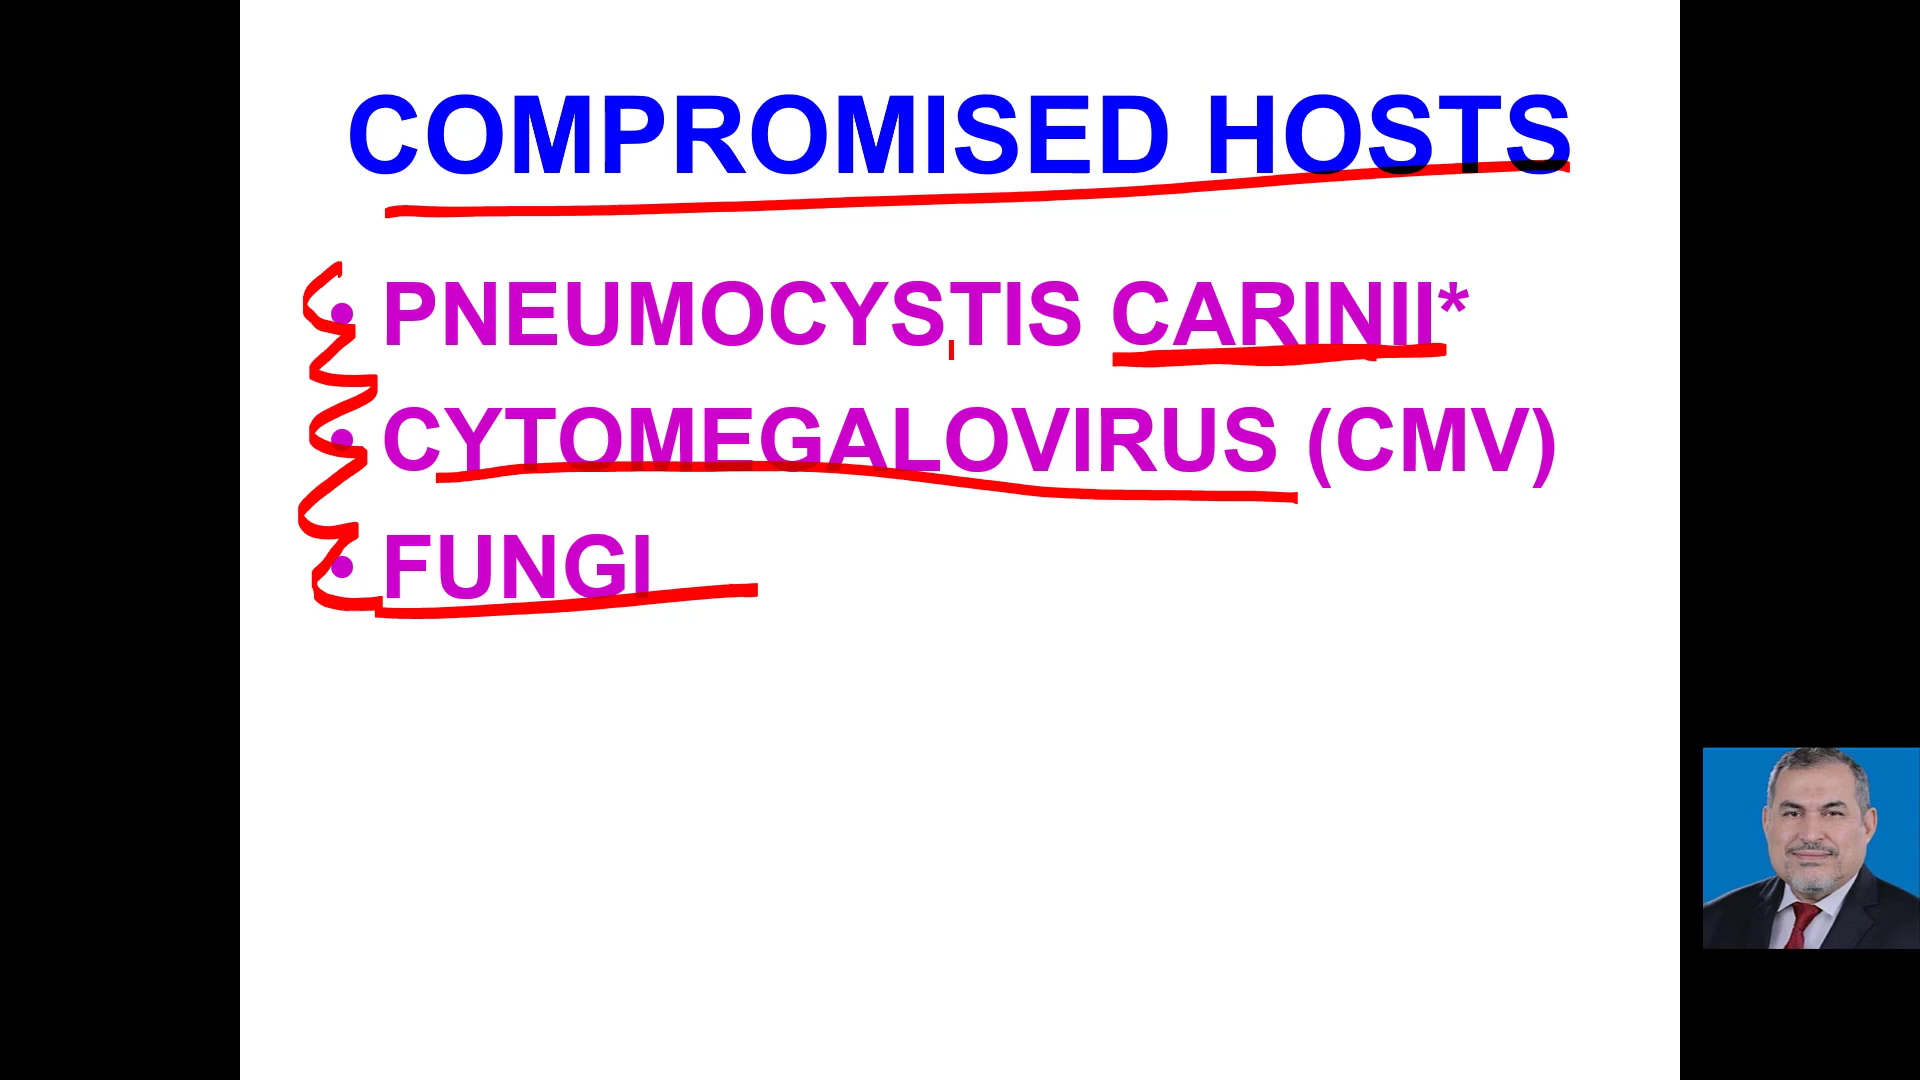 COMPROMISED HOSTS
• PNEUMOCYSTIS CARINII*
• CYTOMEGALOVIRUS (CMV)
• FUNGI